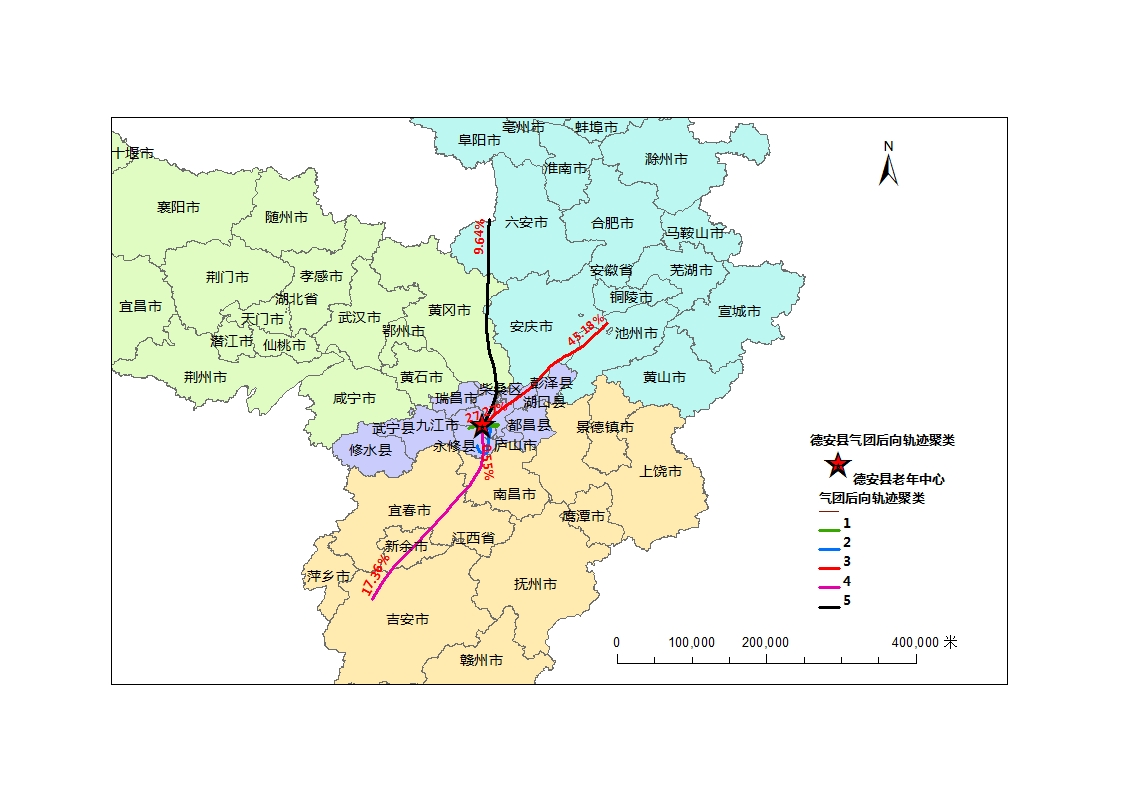 亳州市
蚌埠市
阜阳市
N
十堰市
滁州市
淮南市
襄阳市
随州市
六安市
合肥市
马鞍山市
9.64%
荆门市
孝感市
安徽省
芜湖市
湖北省
铜陵市
宜昌市
黄冈市
宣城市
天门市
武汉市
鄂州市
安庆市
45.18%
池州市
潜江市
仙桃市
荆州市
黄石市
黄山市
彭泽县
柴桑区
咸宁市
瑞昌市
湖口县
武宁县
九江市
都昌县
景德镇市
修水县
永修县
庐山市
德安县气团后向轨迹聚类
德安县老年中心
气团后向轨迹聚类
上饶市
南昌市
宜春市
鹰潭市
江西省
新余市
1
2
3
4
5
萍乡市
17.36%
抚州市
吉安市
赣州市
0
100,000
200,000
400,000 米